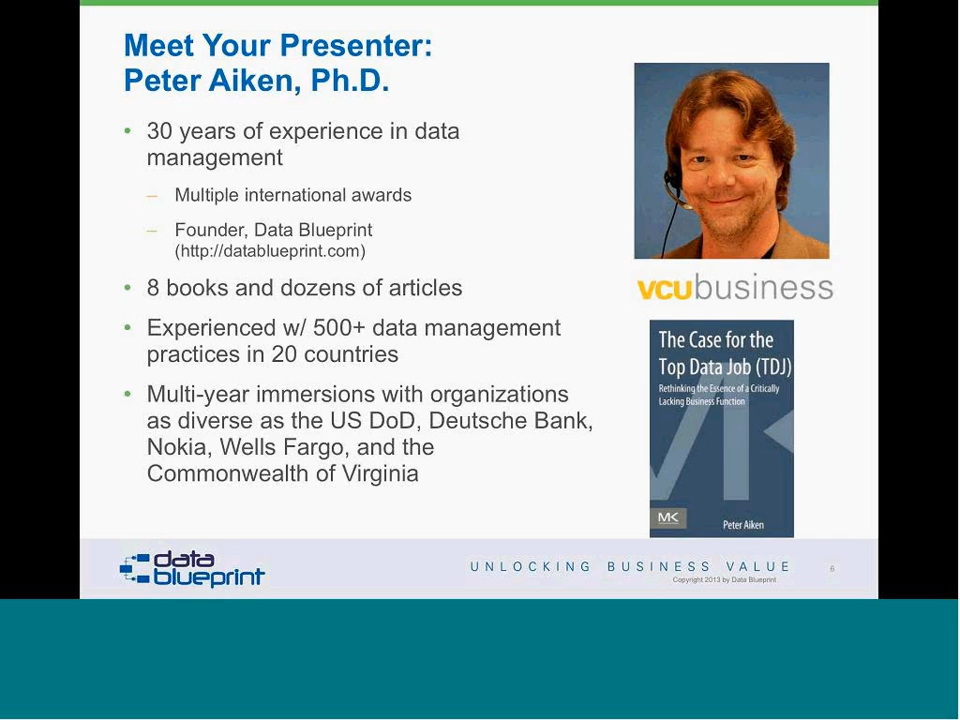 Meet Your Presenter:
Peter Aiken, Ph.D.
• 30 years of experience in data
management
– Multiple international awards
– Founder, Data Blueprint
(http://datablueprint.com)
• 8 books and dozens of articles
• Experienced w/ 500+ data management
practices in 20 countries
• Multi-year immersions with organizations
as diverse as the US DoD, Deutsche Bank,
Nokia, Wells Fargo, and the
Commonwealth of Virginia
vcubusiness
The Case for the
Top Data Job (TDJ)
Rethinking the Essence of a Critically
Lacking Business Function
MK
Peter Aiken
data
blueprint
UNLOCKING BUSINESS VALUE
6
Copyright 2013 by Data Blueprint